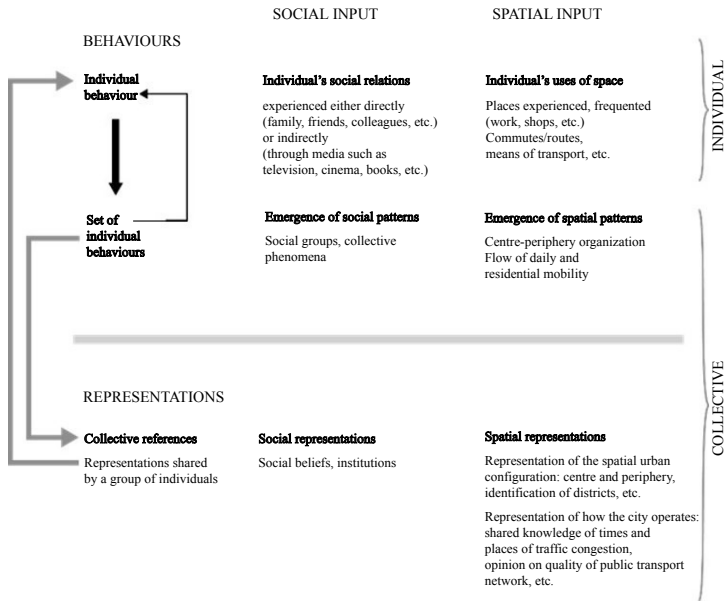 SOCIAL INPUT
SPATIAL INPUT
BEHAVIOURS
Individual
behaviour
Individual's social relations
experienced either directly
(family, friends, colleagues, etc.)
or indirectly
(through media such as
television, cinema, books, etc.)
Individual's uses of space
Places experienced, frequented
(work, shops, etc.)
Commutes/routes,
means of transport, etc.
INDIVIDUAL
Set of
individual
behaviours
Emergence of social patterns
Social groups, collective
phenomena
Emergence of spatial patterns
Centre-periphery organization
Flow of daily and
residential mobility
COLLECTIVE
REPRESENTATIONS
Collective references
Representations shared
by a group of individuals
Social representations
Social beliefs, institutions
Spatial representations
Representation of the spatial urban
configuration: centre and periphery,
identification of districts, etc.
Representation of how the city operates:
shared knowledge of times and
places of traffic congestion,
opinion on quality of public transport
network, etc.